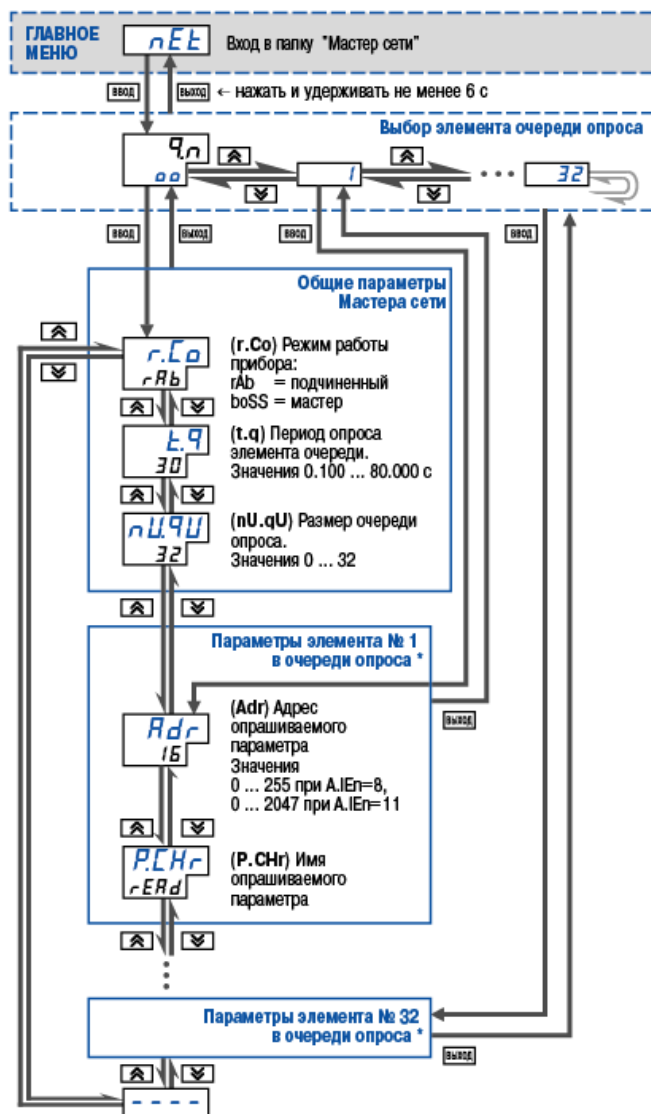 ГЛАВНОЕ
МЕНЮ
nEt
Вход в папку "Мастер сети"
ввод
выход
← нажать и удерживать не менее 6 с
Выбор элемента очереди опроса
q.n
oo
1
• • •
32
ввод
выход
ввод
ввод
Общие параметры
Мастера сети
r.Co
rAb
(r.Co) Режим работы
прибора:
rAb = подчиненный
boSS = мастер
t.q
30
(t.q) Период опроса
элемента очереди.
Значения 0.100 ... 80.000 с
nU.qU
32
(nU.qU) Размер очереди
опроса.
Значения 0 ... 32
Параметры элемента № 1
в очереди опроса *
Adr
16
(Adr) Адрес
опрашиваемого
параметра
Значения
0 ... 255 при A.lEn=8,
0 ... 2047 при A.lEn=11
выход
P.CHr
rEAd
(P.CHr) Имя
опрашиваемого
параметра
Параметры элемента № 32
в очереди опроса *
выход
- - - -